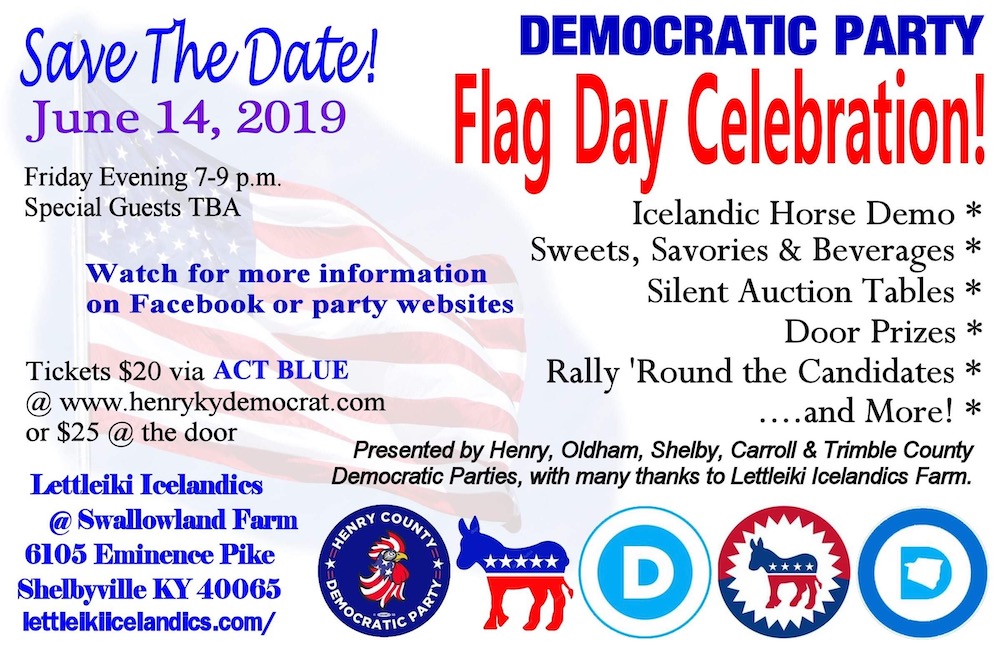 Save The Date!
June 14, 2019
Friday Evening 7-9 p.m.
Special Guests TBA
Watch for more information
on Facebook or party websites
Tickets $20 via ACT BLUE
@ www.henrykydemocrat.com
or $25 @ the door
Lettleiki Icelandics
@ Swallowland Farm
6105 Eminence Pike
Shelbyville KY 40065
lettleikiicelandics.com/
DEMOCRATIC PARTY
Flag Day Celebration!
Icelandic Horse Demo *
Sweets, Savories & Beverages *
Silent Auction Tables *
Door Prizes *
Rally 'Round the Candidates *
....and More! *
Presented by Henry, Oldham, Shelby, Carroll & Trimble County
Democratic Parties, with many thanks to Lettleiki Icelandics Farm.
HENRY COUNTY
DEMOCRATIC PARTY
D
D